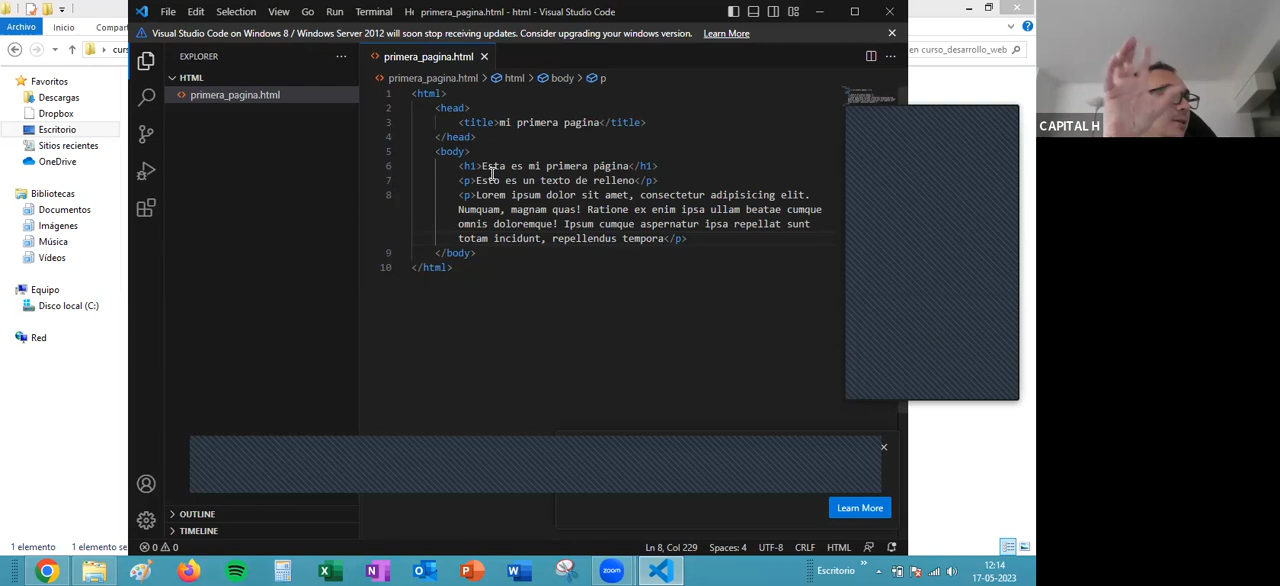 File Edit Selection View Go Run Terminal primera_pagina.html - html - Visual Studio Code
Archivo Inicio Compart
Visual Studio Code on Windows 8 / Windows Server 2012 will soon stop receiving updates. Consider upgrading your windows version. Learn More
EXPLORER
primera_pagina.html
en curso_desarrollo_web
HTML
primera_pagina.html > html > body > p
primera_pagina.html
Favoritos
Descargas
Dropbox
Escritorio
Sitios recientes
OneDrive
Bibliotecas
Documentos
Imágenes
Música
Vídeos
Equipo
Disco local (C:)
Red
1 <html>
2 <head>
3 <title>mi primera pagina</title>
4 </head>
5 <body>
6 <h1>Esta es mi primera página</h1>
7 <p>Esto es un texto de relleno</p>
8 <p>Lorem ipsum dolor sit amet, consectetur adipisicing elit.
Numquam, magnam quas! Ratione ex enim ipsa ullam beatae cumque
omnis doloremque! Ipsum cumque aspernatur ipsa repellat sunt
totam incidunt, repellendus tempora</p>
9 </body>
10 </html>
CAPITAL H
Learn More
OUTLINE
TIMELINE
1 elemento
0 0 Ln 8, Col 229 Spaces: 4 UTF-8 CRLF HTML
zoom
Escritorio
12:14
17-05-2023